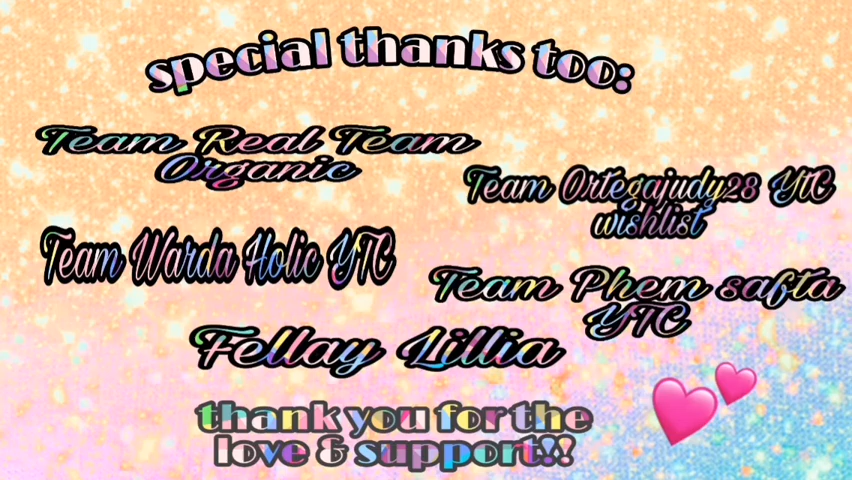 special thanks too:
Team Real Team
Organic
Team Ortegajudy28 YtC
wishlist
Team Warda Holic YTC
Team Phem safta
YTC
Fellay Lillia
thank you for the
love & support!!